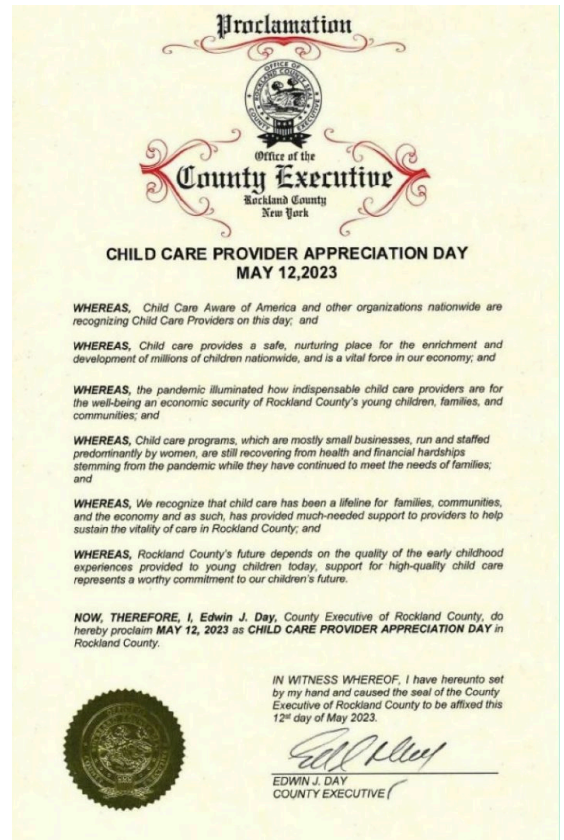 Proclamation
OFFICE OF
ROCKLAND COUNTY SEAL
COUNTY EXECUTIVE
Office of the
County Executive
Rockland County
New York
CHILD CARE PROVIDER APPRECIATION DAY
MAY 12,2023
WHEREAS, Child Care Aware of America and other organizations nationwide are
recognizing Child Care Providers on this day; and
WHEREAS, Child care provides a safe, nurturing place for the enrichment and
development of millions of children nationwide, and is a vital force in our economy; and
WHEREAS, the pandemic illuminated how indispensable child care providers are for
the well-being an economic security of Rockland County's young children, families, and
communities; and
WHEREAS, Child care programs, which are mostly small businesses, run and staffed
predominantly by women, are still recovering from health and financial hardships
stemming from the pandemic while they have continued to meet the needs of families;
and
WHEREAS, We recognize that child care has been a lifeline for families, communities,
and the economy and as such, has provided much-needed support to providers to help
sustain the vitality of care in Rockland County; and
WHEREAS, Rockland County's future depends on the quality of the early childhood
experiences provided to young children today, support for high-quality child care
represents a worthy commitment to our children's future.
NOW, THEREFORE, I, Edwin J. Day, County Executive of Rockland County, do
hereby proclaim MAY 12, 2023 as CHILD CARE PROVIDER APPRECIATION DAY in
Rockland County.
IN WITNESS WHEREOF, I have hereunto set
by my hand and caused the seal of the County
Executive of Rockland County to be affixed this
12st day of May 2023.
EDWIN J. DAY
COUNTY EXECUTIVE